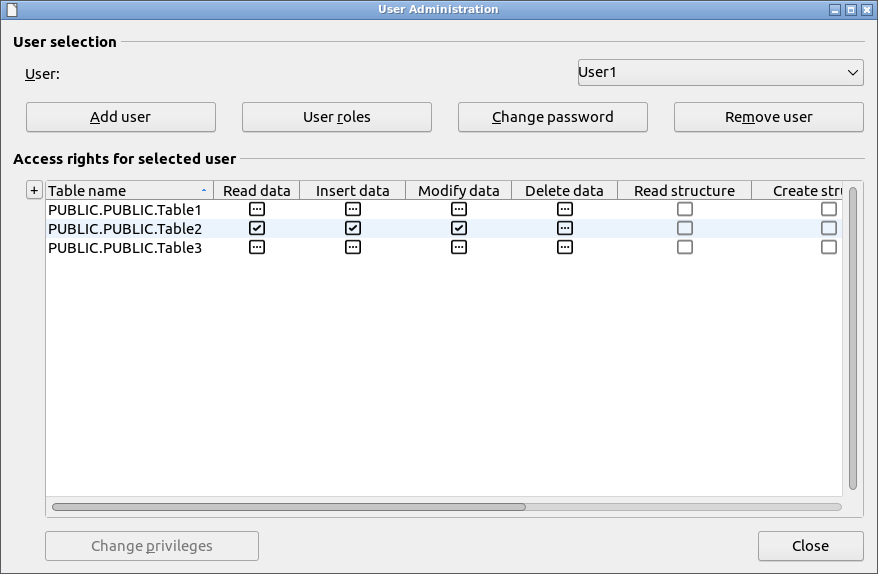 User Administration
User selection
User:
User1
Add user
User roles
Change password
Remove user
Access rights for selected user
+ Table name Read data Insert data Modify data Delete data Read structure Create stru
PUBLIC.PUBLIC.Table1
PUBLIC.PUBLIC.Table2
PUBLIC.PUBLIC.Table3
Change privileges
Close